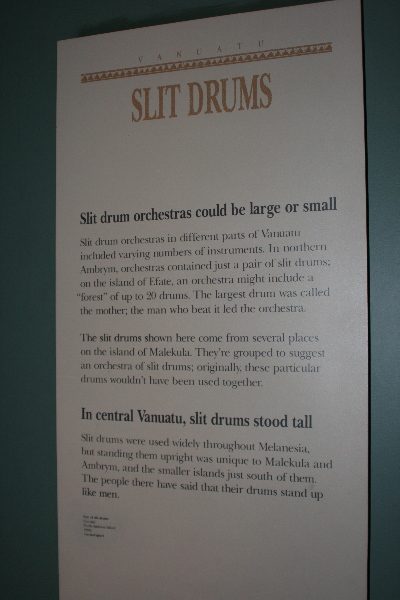 VANUATU
SLIT DRUMS
Slit drum orchestras could be large or small
Slit drum orchestras in different parts of Vanuatu
included varying numbers of instruments. In northern
Ambrym, orchestras contained just a pair of slit drums;
on the island of Efate, an orchestra might include a
"forest" of up to 20 drums. The largest drum was called
the mother; the man who beat it led the orchestra.
The slit drums shown here come from several places
on the island of Malekula. They're grouped to suggest
an orchestra of slit drums; originally, these particular
drums wouldn't have been used together.
In central Vanuatu, slit drums stood tall
Slit drums were used widely throughout Melanesia,
but standing them upright was unique to Malekula and
Ambrym, and the smaller islands just south of them.
The people there have said that their drums stand up
like men.